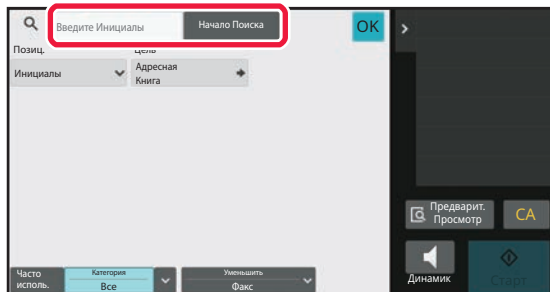 Введите Инициалы
Начало Поиска
OK
Позиц.
Цель
Инициалы
Адресная
Книга
Предварит.
Просмотр
CA
Динамик
Старт
Часто
исполь.
Категория
Все
Уменьшить
Факс